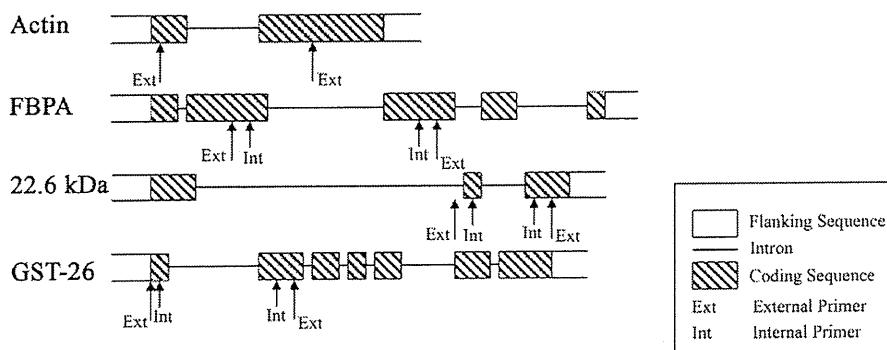 Actin
Ext
Ext
FBPA
Ext
Int
Int
Ext
22.6 kDa
Ext
Int
Int
Ext
GST-26
Ext
Int
Int
Ext
Flanking Sequence
Intron
Coding Sequence
Ext External Primer
Int Internal Primer